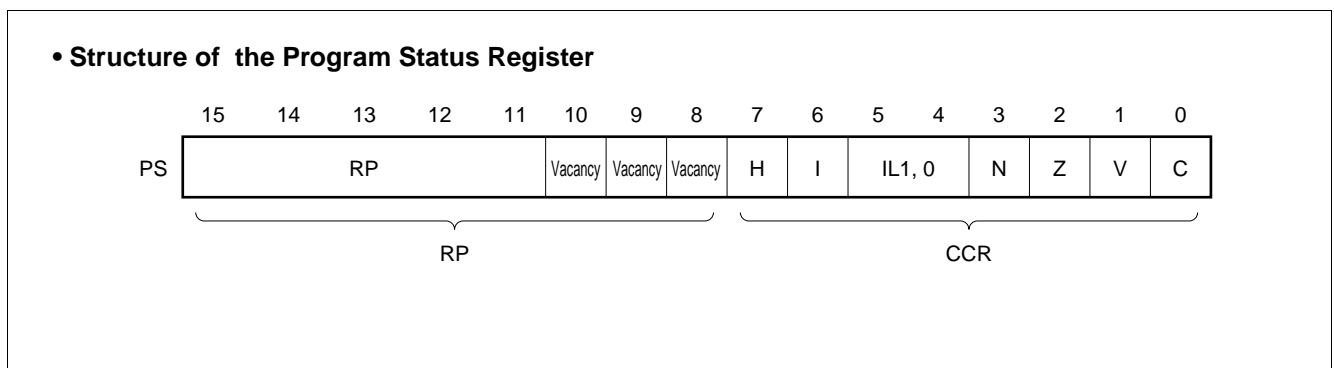 • Structure of the Program Status Register
15 14 13 12 11 10 9 8 7 6 5 4 3 2 1 0
PS RP Vacancy Vacancy Vacancy H I IL1, 0 N Z V C
RP CCR